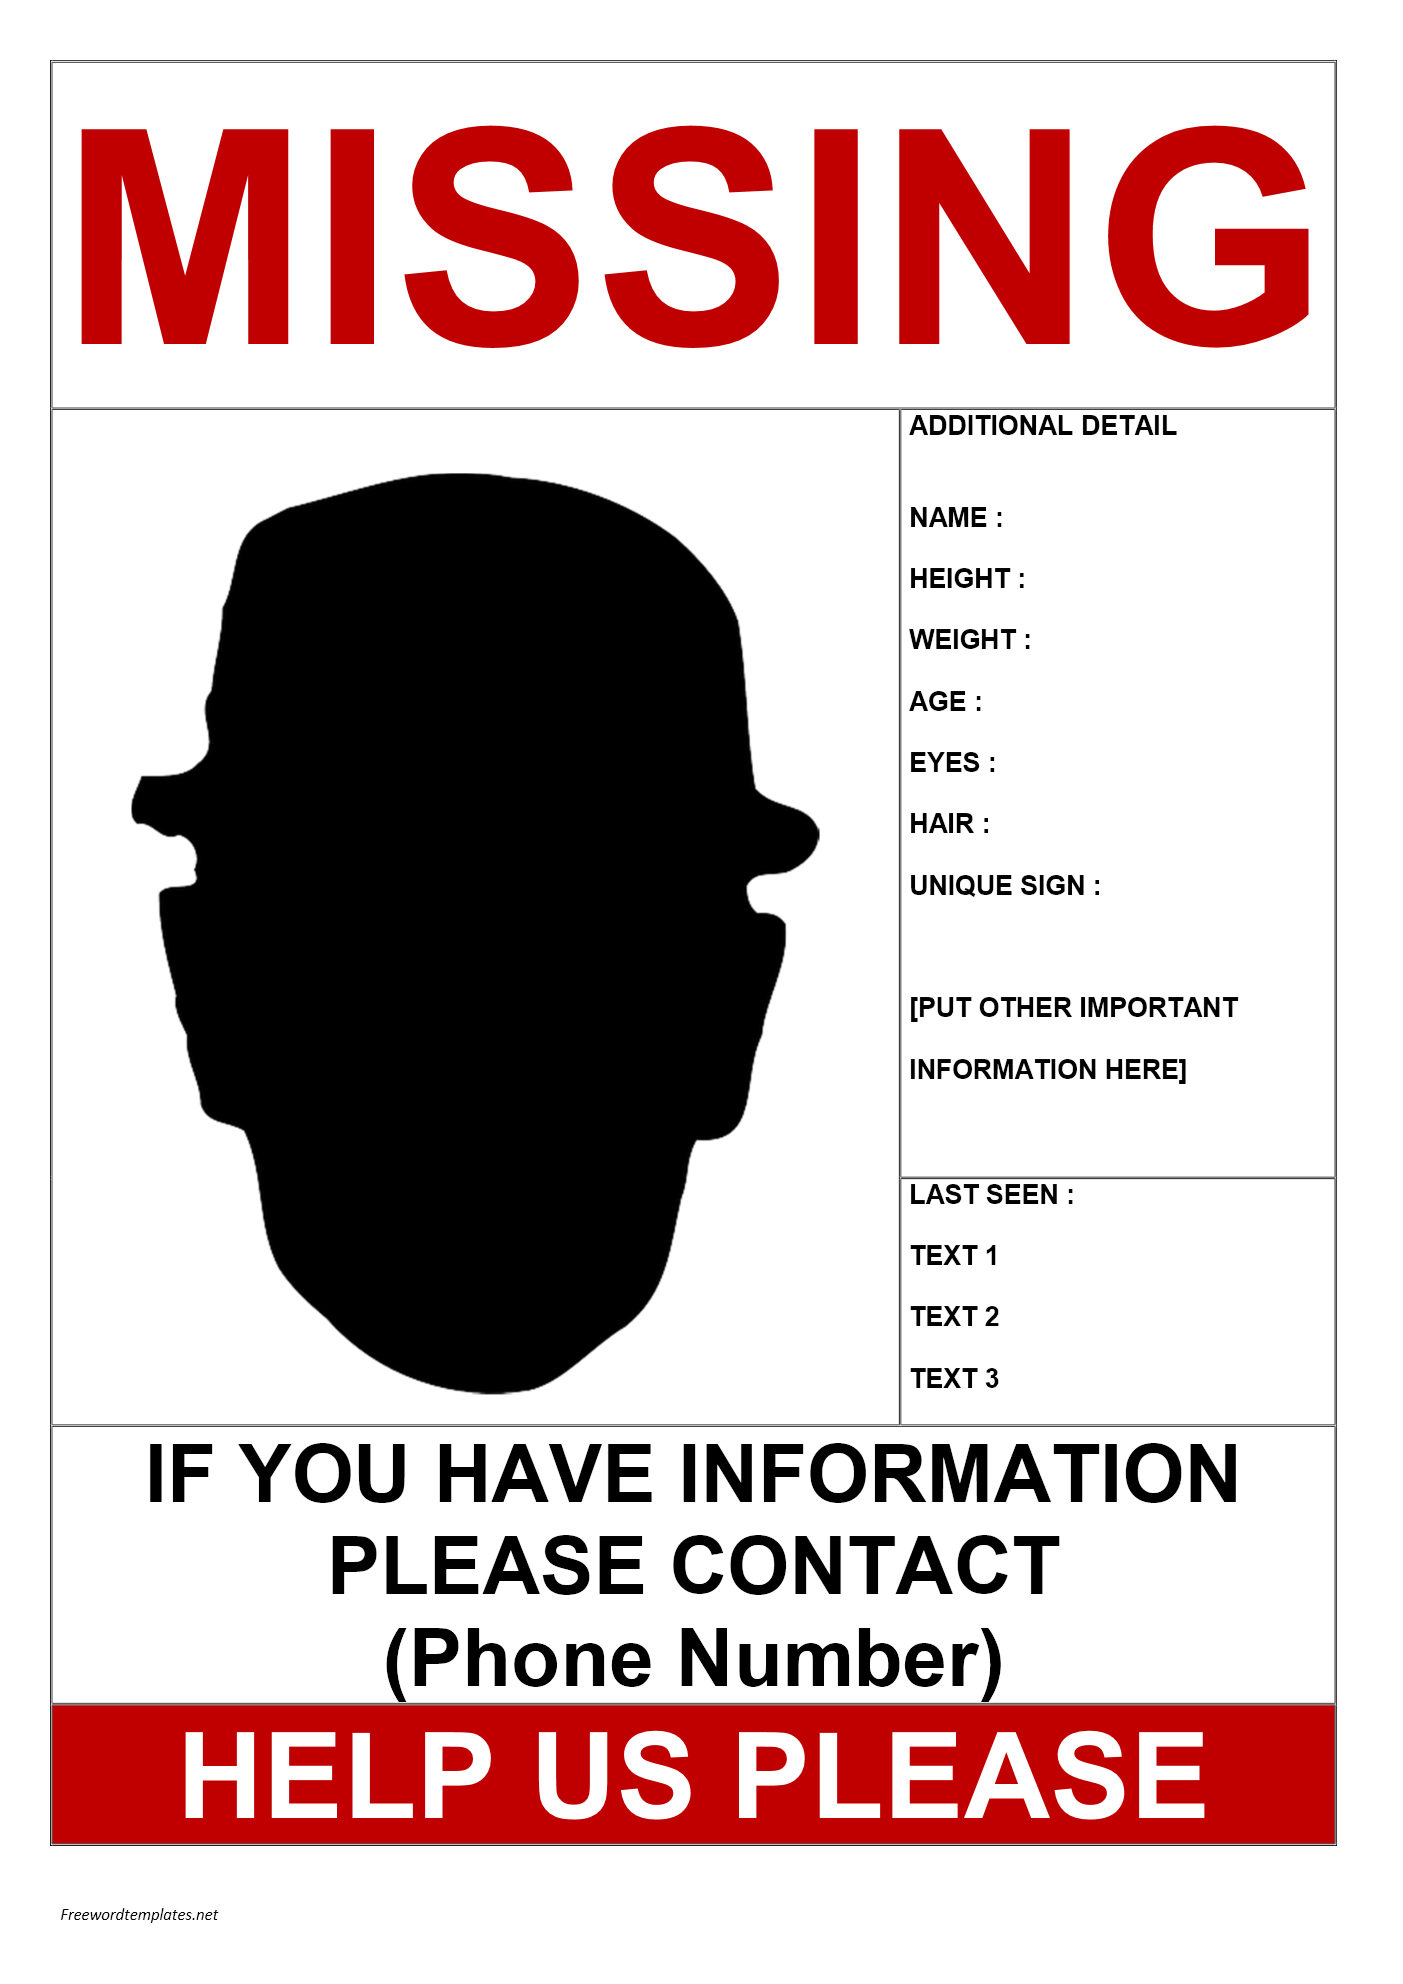 MISSING
ADDITIONAL DETAIL
NAME :
HEIGHT :
WEIGHT :
AGE :
EYES :
HAIR :
UNIQUE SIGN :
[PUT OTHER IMPORTANT
INFORMATION HERE]
LAST SEEN :
TEXT 1
TEXT 2
TEXT 3
IF YOU HAVE INFORMATION
PLEASE CONTACT
(Phone Number)
HELP US PLEASE
Freewordtemplates.net